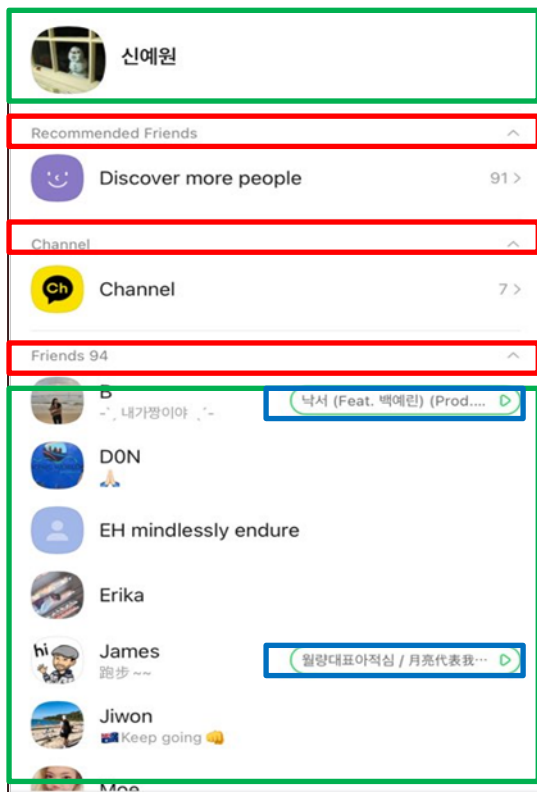 신예원
Recommended Friends
Discover more people
91 >
Channel
Ch
Channel
7 >
Friends 94
B
낙서 (Feat. 백예린) (Prod....
-ˋˏ 내가짱이야 ˎˊ-
D0N
🙏🏻
EH mindlessly endure
Erika
hi
James
월량대표아적심 / 月亮代表我…
跑步~~
Jiwon
🇦🇺Keep going 👊
Moe